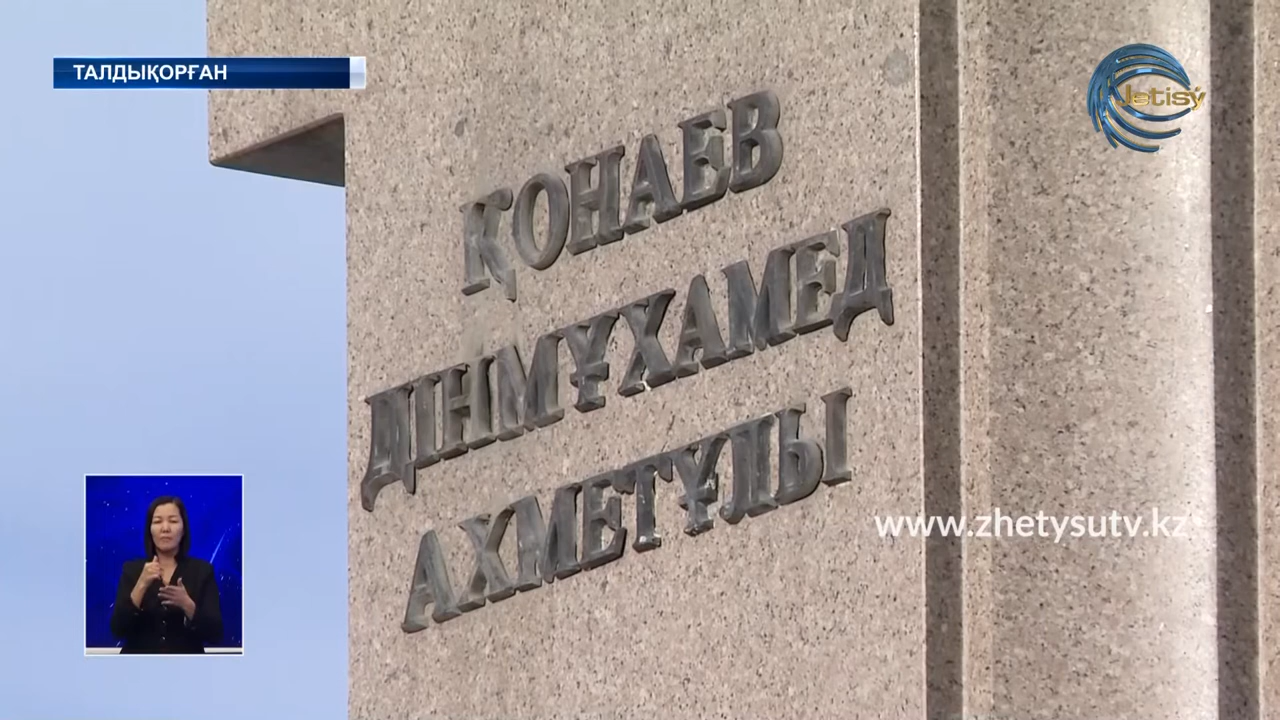 ТАЛДЫҚОРҒАН
Jetisý
ҚОНАЕВ
ДІНМҰХАМЕД
АХМЕТҰЛЫ
www.zhetysutv.kz